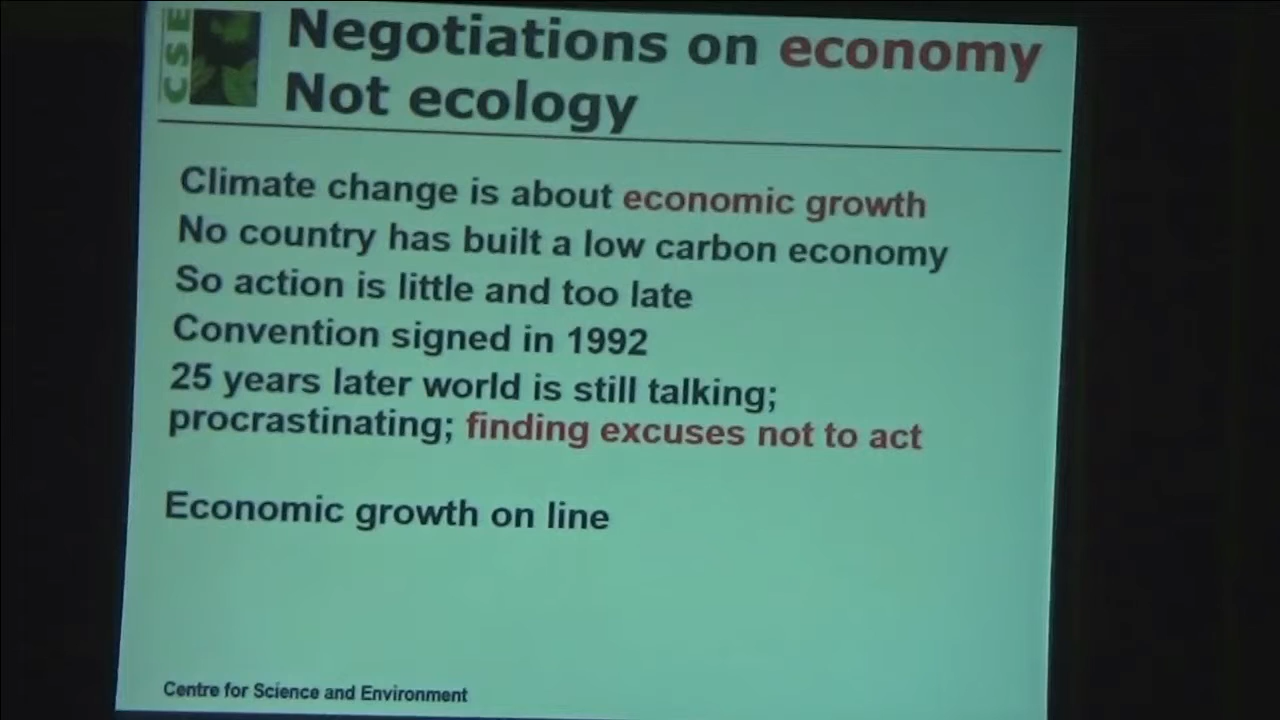 CSE
Negotiations on economy
Not ecology
Climate change is about economic growth
No country has built a low carbon economy
So action is little and too late
Convention signed in 1992
25 years later world is still talking;
procrastinating; finding excuses not to act
Economic growth on line
Centre for Science and Environment